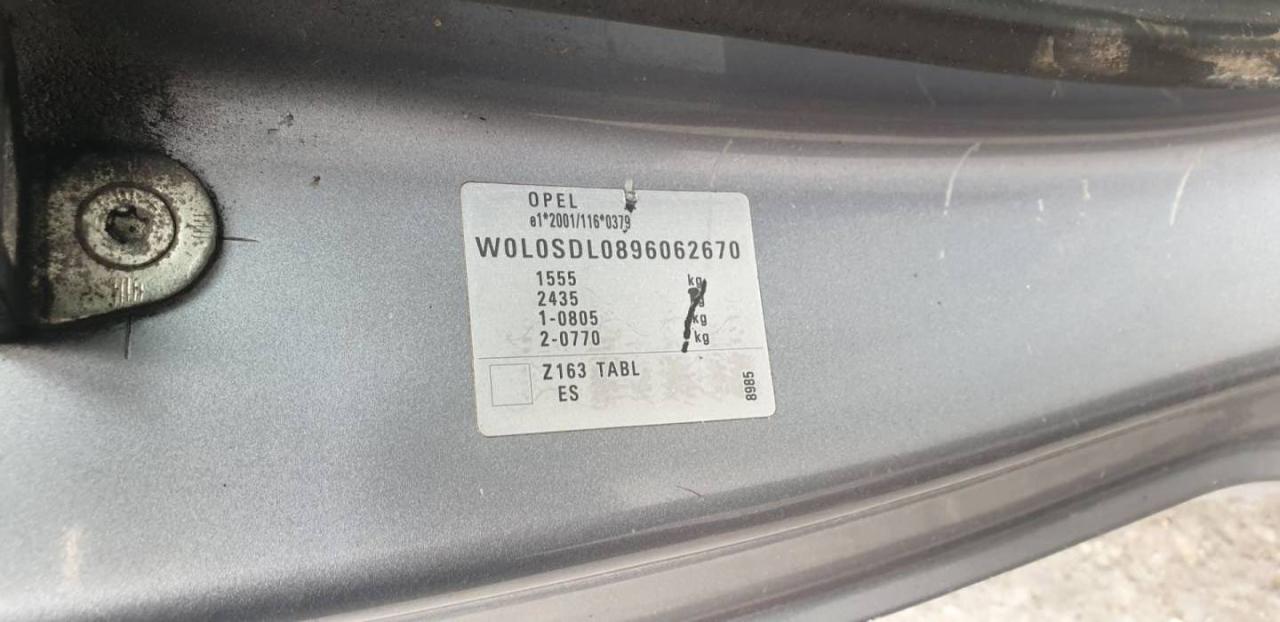 OPEL
e1*2001/116*0379
W0L0SDL0896062670
1555 kg
2435 kg
1-0805 kg
2-0770 kg
Z163 TABL
ES
8985